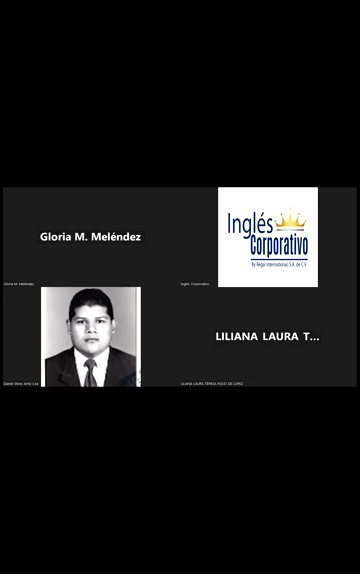 Gloria M. Meléndez
Inglés
Corporativo
By Regal International, S.A. de C.V.
Gloria M. Meléndez
Inglés Corporativo
LILIANA LAURA T...
LILIANA LAURA TERESA POLIO DE LOPEZ